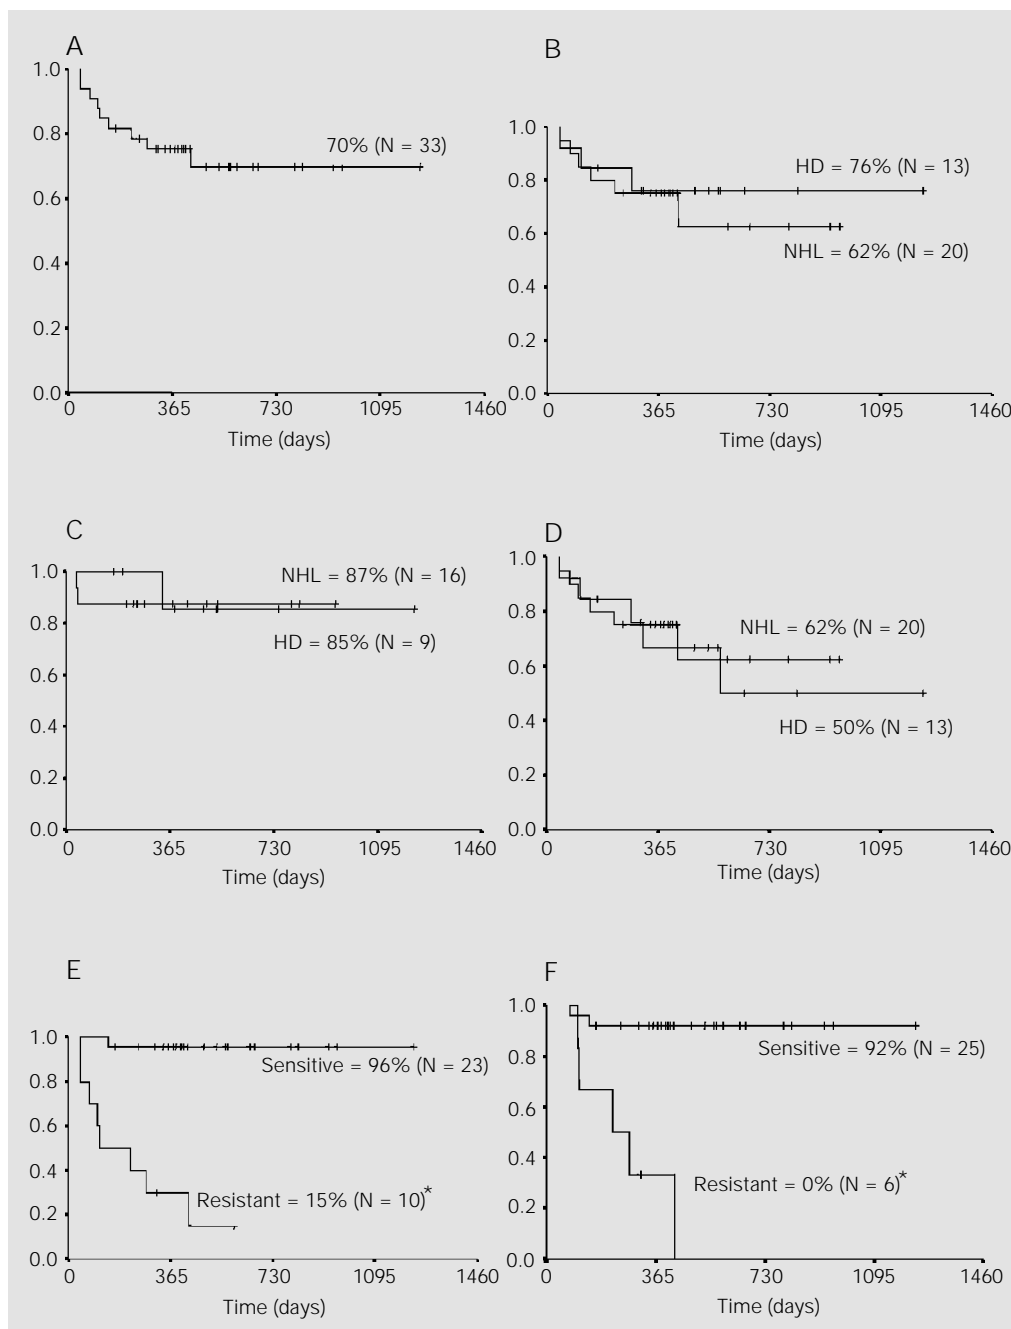 A
1.0
0.8
0.6
0.4
0.2
0.0
70% (N = 33)
0 365 730 1095 1460
Time (days)
B
1.0
0.8
0.6
0.4
0.2
0.0
HD = 76% (N = 13)
NHL = 62% (N = 20)
0 365 730 1095 1460
Time (days)
C
1.0
0.8
0.6
0.4
0.2
0.0
NHL = 87% (N = 16)
HD = 85% (N = 9)
0 365 730 1095 1460
Time (days)
D
1.0
0.8
0.6
0.4
0.2
0.0
NHL = 62% (N = 20)
HD = 50% (N = 13)
0 365 730 1095 1460
Time (days)
E
1.0
0.8
0.6
0.4
0.2
0.0
Sensitive = 96% (N = 23)
Resistant = 15% (N = 10)*
0 365 730 1095 1460
Time (days)
F
1.0
0.8
0.6
0.4
0.2
0.0
Sensitive = 92% (N = 25)
Resistant = 0% (N = 6)*
0 365 730 1095 1460
Time (days)